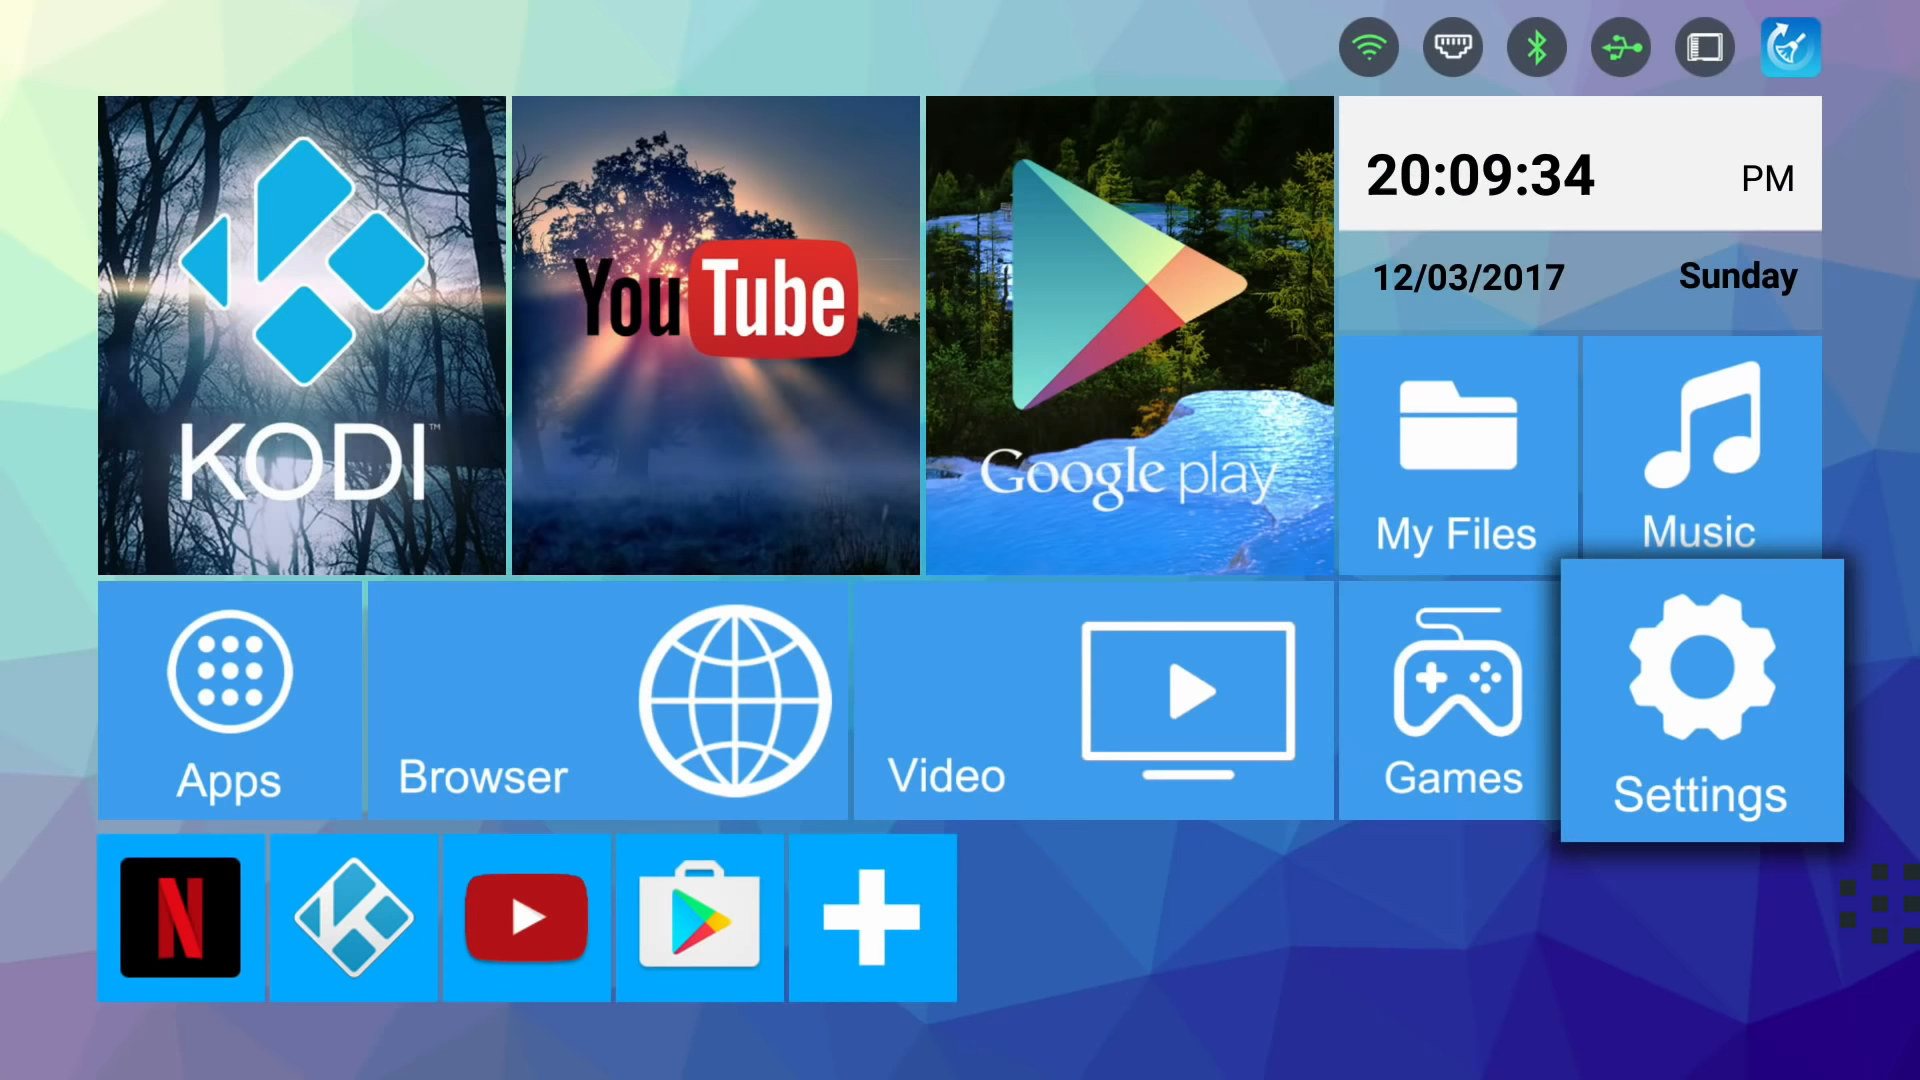 20:09:34 PM
12/03/2017 Sunday
KODI™
YouTube
Google play
My Files
Music
Apps
Browser
Video
Games
Settings
N